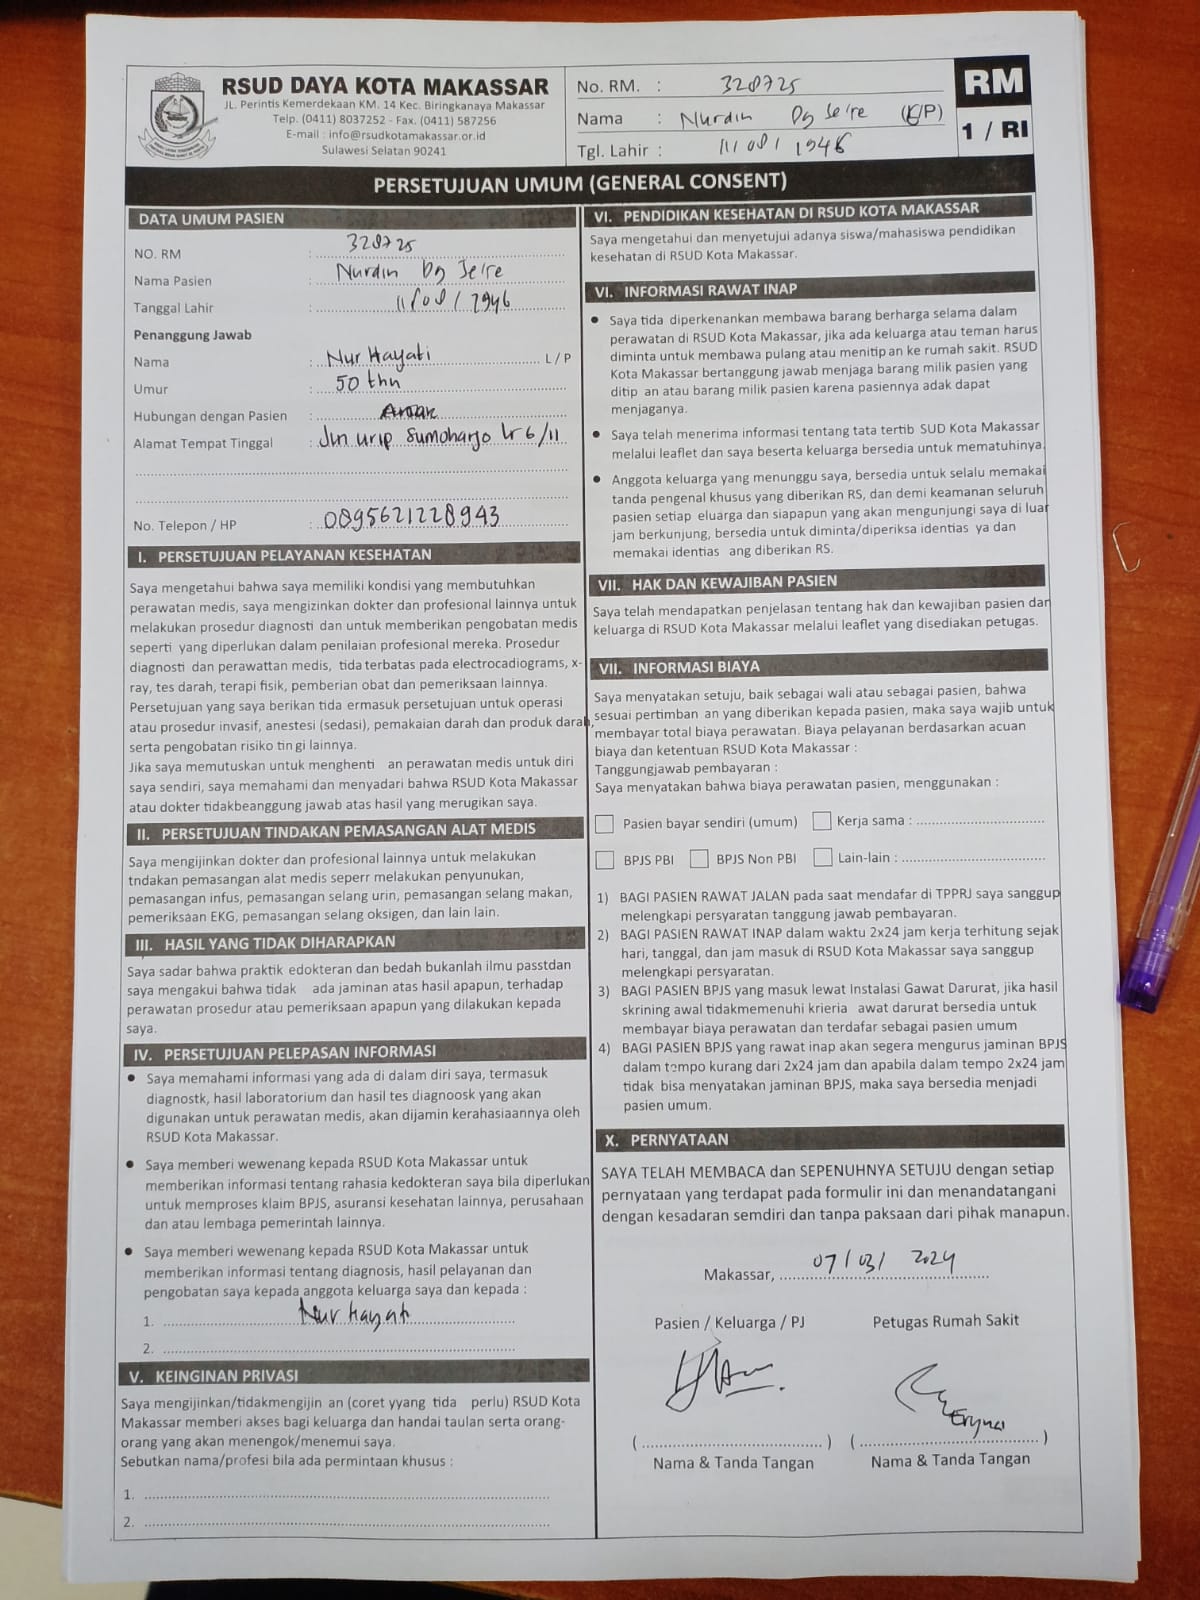 RSUD DAYA KOTA MAKASSAR
JL. Perintis Kemerdekaan KM. 14 Kec. Biringkanaya Makassar
Telp. (0411) 8037252 - Fax. (0411) 587256
E-mail : info@rsudkotamakassar.or.id
Sulawesi Selatan 90241
No. RM. : 328725
Nama : Nurdin Dg Je're (L/P)
Tgl. Lahir : 11/08/1946
RM
1 / RI
PERSETUJUAN UMUM (GENERAL CONSENT)
DATA UMUM PASIEN
NO. RM : 328725
Nama Pasien : Nurdin Dg Je're
Tanggal Lahir : 11/08/1946
Penanggung Jawab
Nama : Nur Hayati L / P
Umur : 50 thn
Hubungan dengan Pasien :
Alamat Tempat Tinggal : Jln Urip Sumoharjo Lr 6/11
No. Telepon / HP : 0895621228943
I. PERSETUJUAN PELAYANAN KESEHATAN
Saya mengetahui bahwa saya memiliki kondisi yang membutuhkan
perawatan medis, saya mengizinkan dokter dan profesional lainnya untuk
melakukan prosedur diagnosti dan untuk memberikan pengobatan medis
seperti yang diperlukan dalam penilaian profesional mereka. Prosedur
diagnosti dan perawattan medis, tida terbatas pada electrocadiograms, x-
ray, tes darah, terapi fisik, pemberian obat dan pemeriksaan lainnya.
Persetujuan yang saya berikan tida ermasuk persetujuan untuk operasi
atau prosedur invasif, anestesi (sedasi), pemakaian darah dan produk darah,
serta pengobatan risiko tin gi lainnya.
Jika saya memutuskan untuk menghenti an perawatan medis untuk diri
saya sendiri, saya memahami dan menyadari bahwa RSUD Kota Makassar
atau dokter tidakbeanggung jawab atas hasil yang merugikan saya.
II. PERSETUJUAN TINDAKAN PEMASANGAN ALAT MEDIS
Saya mengijinkan dokter dan profesional lainnya untuk melakukan
tndakan pemasangan alat medis seperr melakukan penyunukan,
pemasangan infus, pemasangan selang urin, pemasangan selang makan,
pemeriksaan EKG, pemasangan selang oksigen, dan lain lain.
III. HASIL YANG TIDAK DIHARAPKAN
Saya sadar bahwa praktik edokteran dan bedah bukanlah ilmu passtdan
saya mengakui bahwa tidak ada jaminan atas hasil apapun, terhadap
perawatan prosedur atau pemeriksaan apapun yang dilakukan kepada
saya.
IV. PERSETUJUAN PELEPASAN INFORMASI
• Saya memahami informasi yang ada di dalam diri saya, termasuk
diagnostk, hasil laboratorium dan hasil tes diagnoosk yang akan
digunakan untuk perawatan medis, akan dijamin kerahasiaannya oleh
RSUD Kota Makassar.
• Saya memberi wewenang kepada RSUD Kota Makassar untuk
memberikan informasi tentang rahasia kedokteran saya bila diperlukan
untuk memproses klaim BPJS, asuransi kesehatan lainnya, perusahaan
dan atau lembaga pemerintah lainnya.
• Saya memberi wewenang kepada RSUD Kota Makassar untuk
memberikan informasi tentang diagnosis, hasil pelayanan dan
pengobatan saya kepada anggota keluarga saya dan kepada :
1. Nur hayati
2.
V. KEINGINAN PRIVASI
Saya mengijinkan/tidakmengijin an (coret yyang tida perlu) RSUD Kota
Makassar memberi akses bagi keluarga dan handai taulan serta orang-
orang yang akan menengok/menemui saya.
Sebutkan nama/profesi bila ada permintaan khusus :
1.
2.
VI. PENDIDIKAN KESEHATAN DI RSUD KOTA MAKASSAR
Saya mengetahui dan menyetujui adanya siswa/mahasiswa pendidikan
kesehatan di RSUD Kota Makassar.
VI. INFORMASI RAWAT INAP
• Saya tida diperkenankan membawa barang berharga selama dalam
perawatan di RSUD Kota Makassar, jika ada keluarga atau teman harus
diminta untuk membawa pulang atau menitip an ke rumah sakit. RSUD
Kota Makassar bertanggung jawab menjaga barang milik pasien yang
ditip an atau barang milik pasien karena pasiennya adak dapat
menjaganya.
• Saya telah menerima informasi tentang tata tertib SUD Kota Makassar
melalui leaflet dan saya beserta keluarga bersedia untuk mematuhinya.
• Anggota keluarga yang menunggu saya, bersedia untuk selalu memakai
tanda pengenal khusus yang diberikan RS, dan demi keamanan seluruh
pasien setiap eluarga dan siapapun yang akan mengunjungi saya di luar
jam berkunjung, bersedia untuk diminta/diperiksa identias ya dan
memakai identias ang diberikan RS.
VII. HAK DAN KEWAJIBAN PASIEN
Saya telah mendapatkan penjelasan tentang hak dan kewajiban pasien dan
keluarga di RSUD Kota Makassar melalui leaflet yang disediakan petugas.
VII. INFORMASI BIAYA
Saya menyatakan setuju, baik sebagai wali atau sebagai pasien, bahwa
sesuai pertimban an yang diberikan kepada pasien, maka saya wajib untuk
membayar total biaya perawatan. Biaya pelayanan berdasarkan acuan
biaya dan ketentuan RSUD Kota Makassar :
Tanggungjawab pembayaran :
Saya menyatakan bahwa biaya perawatan pasien, menggunakan :
Pasien bayar sendiri (umum) Kerja sama :
BPJS PBI BPJS Non PBI Lain-lain :
1) BAGI PASIEN RAWAT JALAN pada saat mendafar di TPPRJ saya sanggup
melengkapi persyaratan tanggung jawab pembayaran.
2) BAGI PASIEN RAWAT INAP dalam waktu 2x24 jam kerja terhitung sejak
hari, tanggal, dan jam masuk di RSUD Kota Makassar saya sanggup
melengkapi persyaratan.
3) BAGI PASIEN BPJS yang masuk lewat Instalasi Gawat Darurat, jika hasil
skrining awal tidakmemenuhi krieria awat darurat bersedia untuk
membayar biaya perawatan dan terdafar sebagai pasien umum
4) BAGI PASIEN BPJS yang rawat inap akan segera mengurus jaminan BPJS
dalam tempo kurang dari 2x24 jam dan apabila dalam tempo 2x24 jam
tidak bisa menyatakan jaminan BPJS, maka saya bersedia menjadi
pasien umum.
X. PERNYATAAN
SAYA TELAH MEMBACA dan SEPENUHNYA SETUJU dengan setiap
pernyataan yang terdapat pada formulir ini dan menandatangani
dengan kesadaran semdiri dan tanpa paksaan dari pihak manapun.
Makassar, 07/03/2024
Pasien / Keluarga / PJ Petugas Rumah Sakit
( ) ( )
Nama & Tanda Tangan Nama & Tanda Tangan